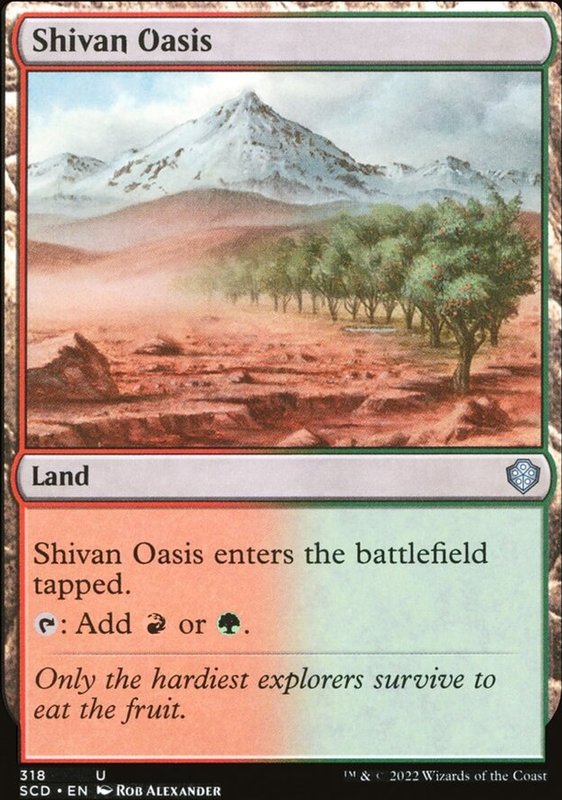 Shivan Oasis
Land
Shivan Oasis enters the battlefield
tapped.
: Add or .
Only the hardiest explorers survive to
eat the fruit.
318 U
SCD • EN Rob Alexander
™ & © 2022 Wizards of the Coast